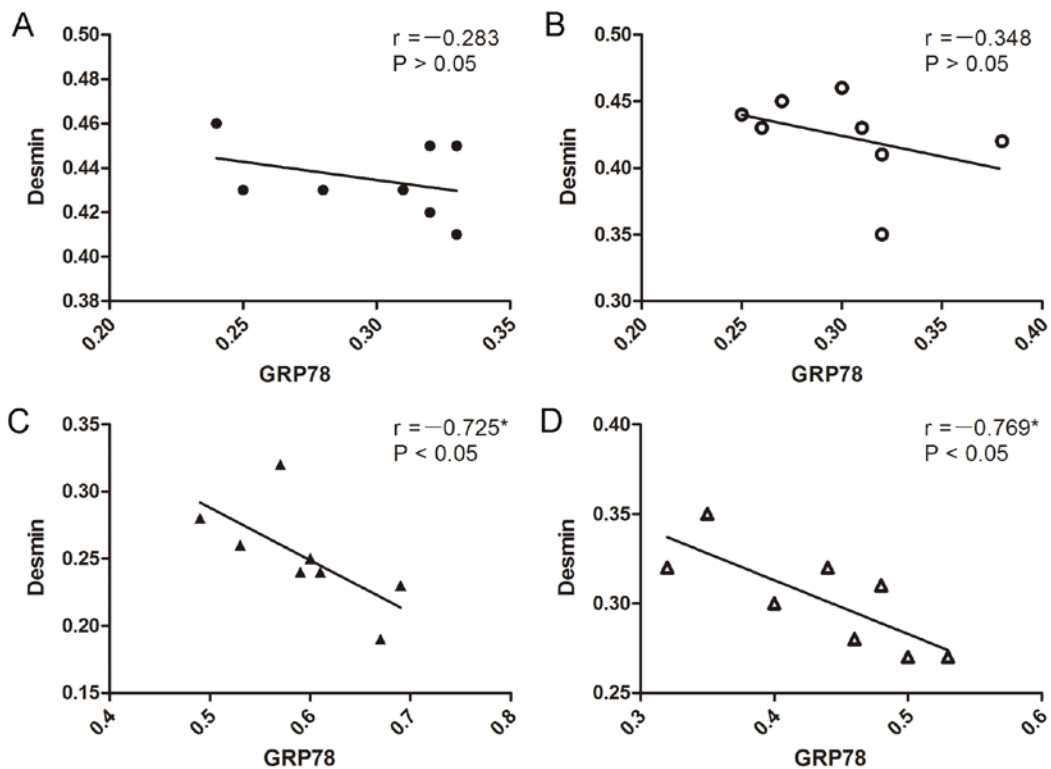 A
r =−0.283
P > 0.05
0.50
0.48
0.46
0.44
0.42
0.40
0.38
Desmin
0.20
0.25
0.30
0.35
GRP78
B
r =−0.348
P > 0.05
0.50
0.45
0.40
0.35
0.30
Desmin
0.20
0.25
0.30
0.35
0.40
GRP78
C
r =−0.725*
P < 0.05
0.35
0.30
0.25
0.20
0.15
Desmin
0.4
0.5
0.6
0.7
0.8
GRP78
D
r =−0.769*
P < 0.05
0.40
0.35
0.30
0.25
Desmin
0.3
0.4
0.5
0.6
GRP78